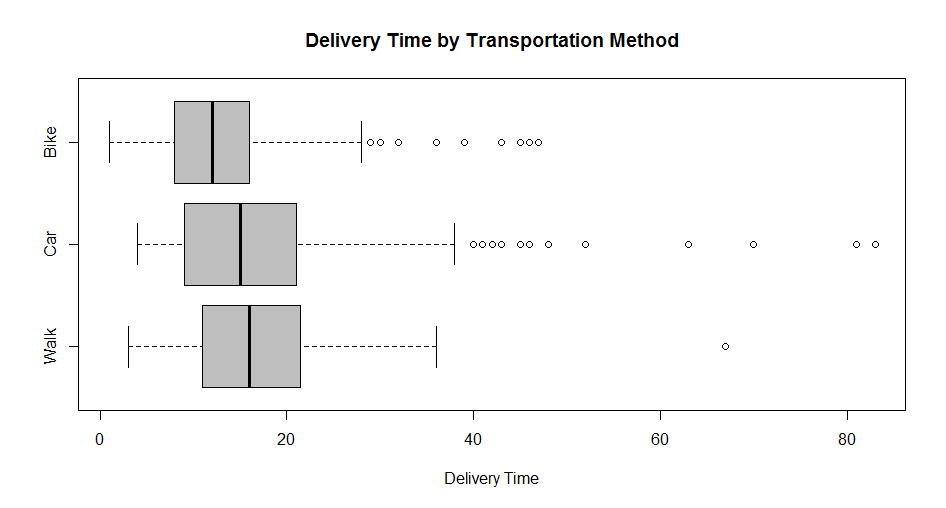 Delivery Time by Transportation Method
Bike
Car
Walk
0 20 40 60 80
Delivery Time